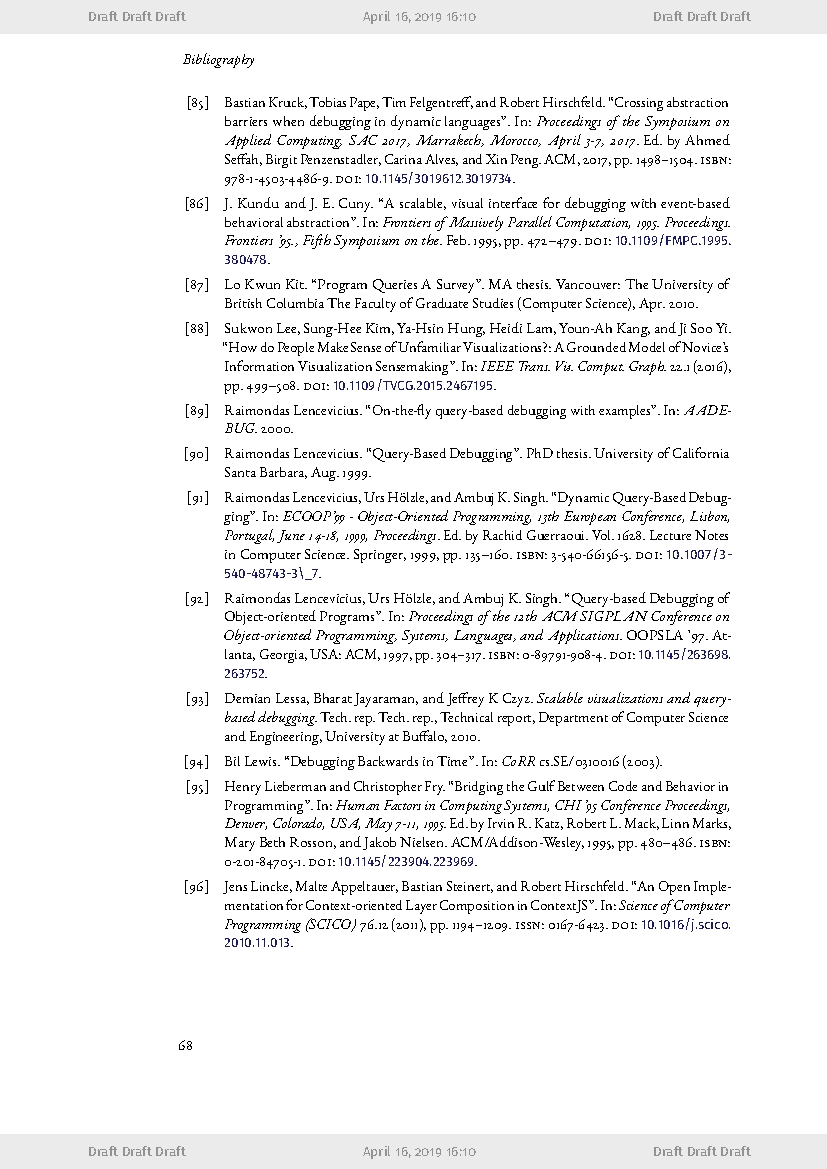 Draft Draft Draft April 16, 2019 16:10 Draft Draft Draft
Bibliography
[85] Bastian Kruck, Tobias Pape, Tim Felgentreff, and Robert Hirschfeld. “Crossing abstraction
barriers when debugging in dynamic languages”. In: Proceedings of the Symposium on
Applied Computing, SAC 2017, Marrakech, Morocco, April 3-7, 2017. Ed. by Ahmed
Seffah, Birgit Penzenstadler, Carina Alves, and Xin Peng. ACM, 2017, pp. 1498–1504. ISBN:
978-1-4503-4486-9. DOI: 10.1145/3019612.3019734.
[86] J. Kundu and J. E. Cuny. “A scalable, visual interface for debugging with event-based
behavioral abstraction”. In: Frontiers of Massively Parallel Computation, 1995. Proceedings.
Frontiers ’95., Fifth Symposium on the. Feb. 1995, pp. 472–479. DOI: 10.1109/FMPC.1995.
380478.
[87] Lo Kwun Kit. “Program Queries A Survey”. MA thesis. Vancouver: The University of
British Columbia The Faculty of Graduate Studies (Computer Science), Apr. 2010.
[88] Sukwon Lee, Sung-Hee Kim, Ya-Hsin Hung, Heidi Lam, Youn-Ah Kang, and Ji Soo Yi.
“How do People Make Sense of Unfamiliar Visualizations?: A Grounded Model of Novice’s
Information Visualization Sensemaking”. In: IEEE Trans. Vis. Comput. Graph. 22.1 (2016),
pp. 499–508. DOI: 10.1109/TVCG.2015.2467195.
[89] Raimondas Lencevicius. “On-the-fly query-based debugging with examples”. In: AADE-
BUG. 2000.
[90] Raimondas Lencevicius. “Query-Based Debugging”. PhD thesis. University of California
Santa Barbara, Aug. 1999.
[91] Raimondas Lencevicius, Urs Hölzle, and Ambuj K. Singh. “Dynamic Query-Based Debug-
ging”. In: ECOOP’99 - Object-Oriented Programming, 13th European Conference, Lisbon,
Portugal, June 14-18, 1999, Proceedings. Ed. by Rachid Guerraoui. Vol. 1628. Lecture Notes
in Computer Science. Springer, 1999, pp. 135–160. ISBN: 3-540-66156-5. DOI: 10.1007/3-
540-48743-3\_7.
[92] Raimondas Lencevicius, Urs Hölzle, and Ambuj K. Singh. “Query-based Debugging of
Object-oriented Programs”. In: Proceedings of the 12th ACM SIGPLAN Conference on
Object-oriented Programming, Systems, Languages, and Applications. OOPSLA ’97. At-
lanta, Georgia, USA: ACM, 1997, pp. 304–317. ISBN: 0-89791-908-4. DOI: 10.1145/263698.
263752.
[93] Demian Lessa, Bharat Jayaraman, and Jeffrey K Czyz. Scalable visualizations and query-
based debugging. Tech. rep. Tech. rep., Technical report, Department of Computer Science
and Engineering, University at Buffalo, 2010.
[94] Bil Lewis. “Debugging Backwards in Time”. In: CoRR cs.SE/0310016 (2003).
[95] Henry Lieberman and Christopher Fry. “Bridging the Gulf Between Code and Behavior in
Programming”. In: Human Factors in Computing Systems, CHI ’95 Conference Proceedings,
Denver, Colorado, USA, May 7-11, 1995. Ed. by Irvin R. Katz, Robert L. Mack, Linn Marks,
Mary Beth Rosson, and Jakob Nielsen. ACM/Addison-Wesley, 1995, pp. 480–486. ISBN:
0-201-84705-1. DOI: 10.1145/223904.223969.
[96] Jens Lincke, Malte Appeltauer, Bastian Steinert, and Robert Hirschfeld. “An Open Imple-
mentation for Context-oriented Layer Composition in ContextJS”. In: Science of Computer
Programming (SCICO) 76.12 (2011), pp. 1194–1209. ISSN: 0167-6423. DOI: 10.1016/j.scico.
2010.11.013.
68
Draft Draft Draft April 16, 2019 16:10 Draft Draft Draft